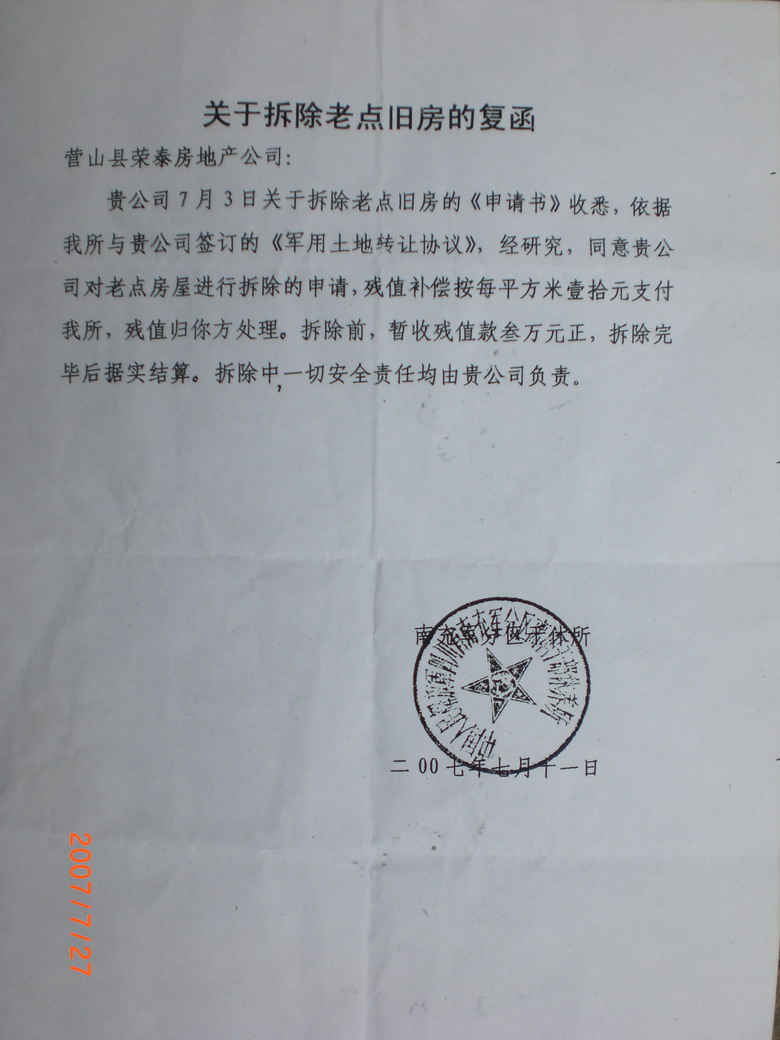 关于拆除老点旧房的复函
营山县荣泰房地产公司：
贵公司7月3日关于拆除老点旧房的《申请书》收悉，依据
我所与贵公司签订的《军用土地转让协议》，经研究，同意贵公
司对老点房屋进行拆除的申请，残值补偿按每平方米壹拾元支付
我所，残值归你方处理。拆除前，暂收残值款叁万元正，拆除完
毕后据实结算。拆除中，一切安全责任均由贵公司负责。
南充军分区干休所
二00七年七月十一日
2007/7/27